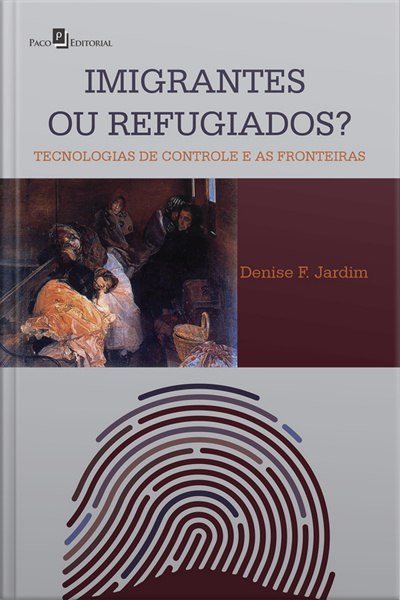 PACO EDITORIAL
IMIGRANTES
OU REFUGIADOS?
TECNOLOGIAS DE CONTROLE E AS FRONTEIRAS
Denise F. Jardim